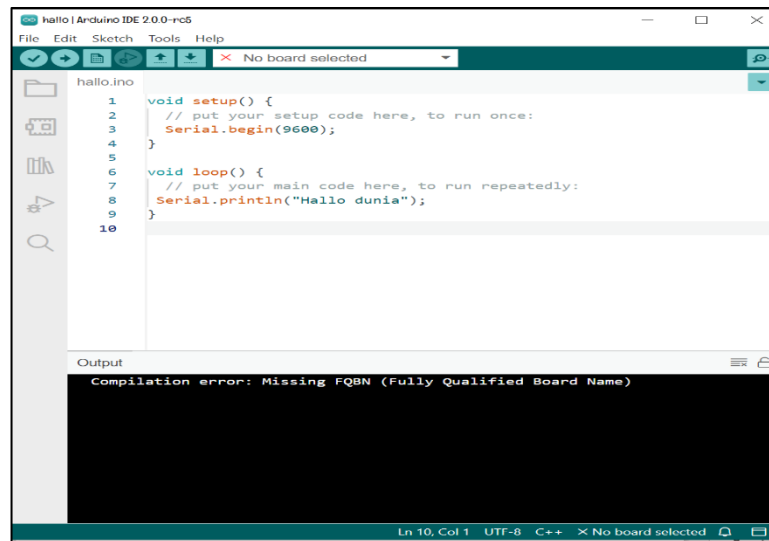 hallo | Arduino IDE 2.0.0-rc5
File Edit Sketch Tools Help
No board selected
hallo.ino
1 void setup() {
2 // put your setup code here, to run once:
3 Serial.begin(9600);
4 }
5
6 void loop() {
7 // put your main code here, to run repeatedly:
8 Serial.println("Hallo dunia");
9 }
10
Output
Compilation error: Missing FQBN (Fully Qualified Board Name)
Ln 10, Col 1 UTF-8 C++ No board selected